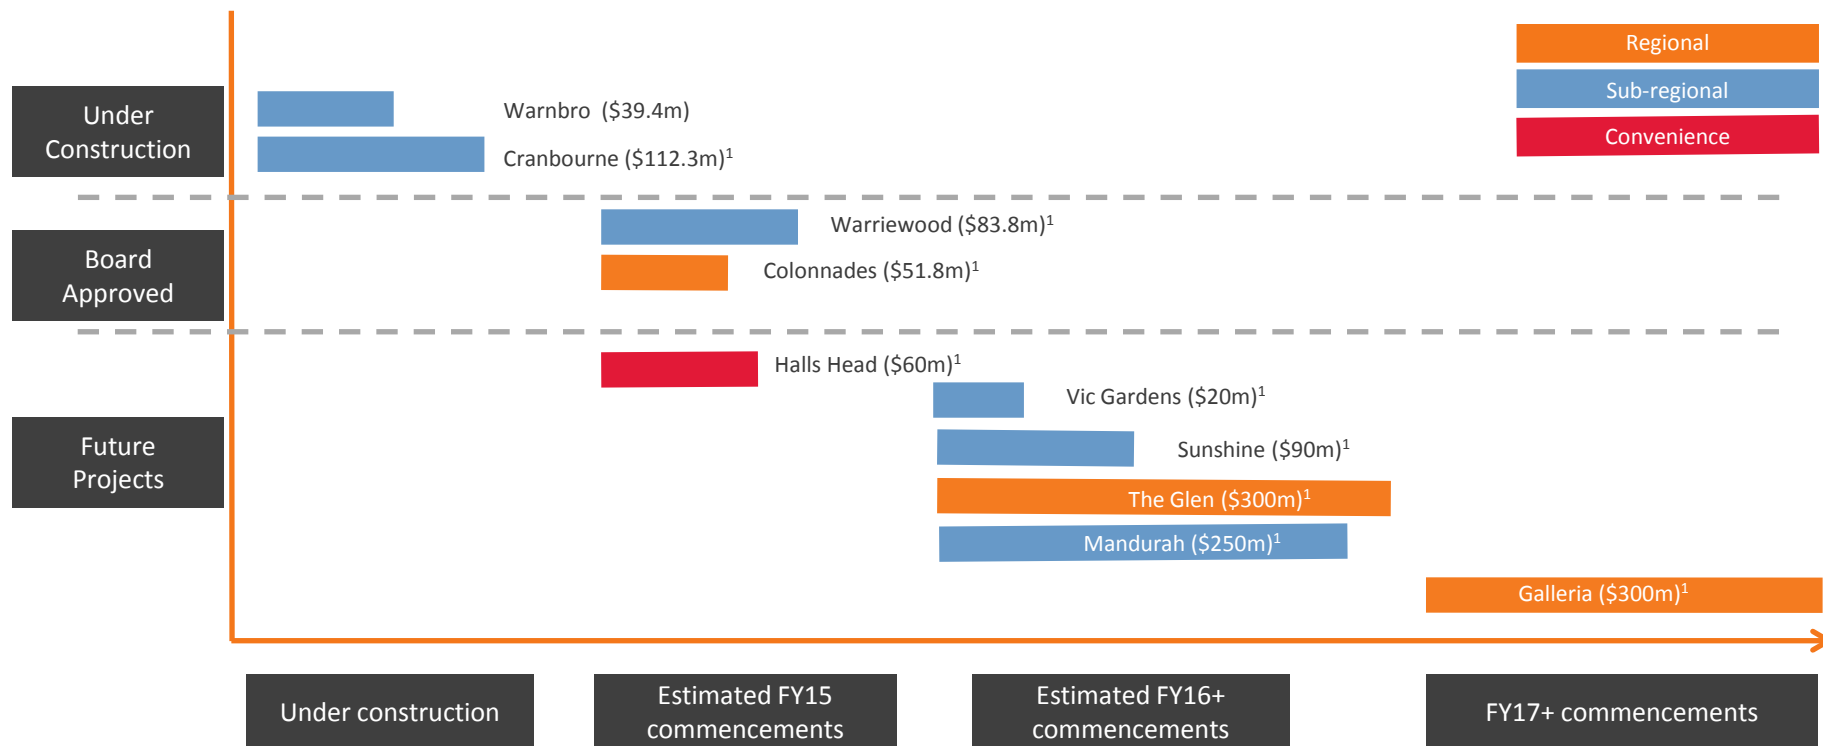 Regional
Sub-regional
Convenience
Under
Construction
Warnbro ($39.4m)
Cranbourne ($112.3m)¹
Board
Approved
Warriewood ($83.8m)¹
Colonnades ($51.8m)¹
Future
Projects
Halls Head ($60m)¹
Vic Gardens ($20m)¹
Sunshine ($90m)¹
The Glen ($300m)¹
Mandurah ($250m)¹
Galleria ($300m)¹
Under construction
Estimated FY15
commencements
Estimated FY16+
commencements
FY17+ commencements